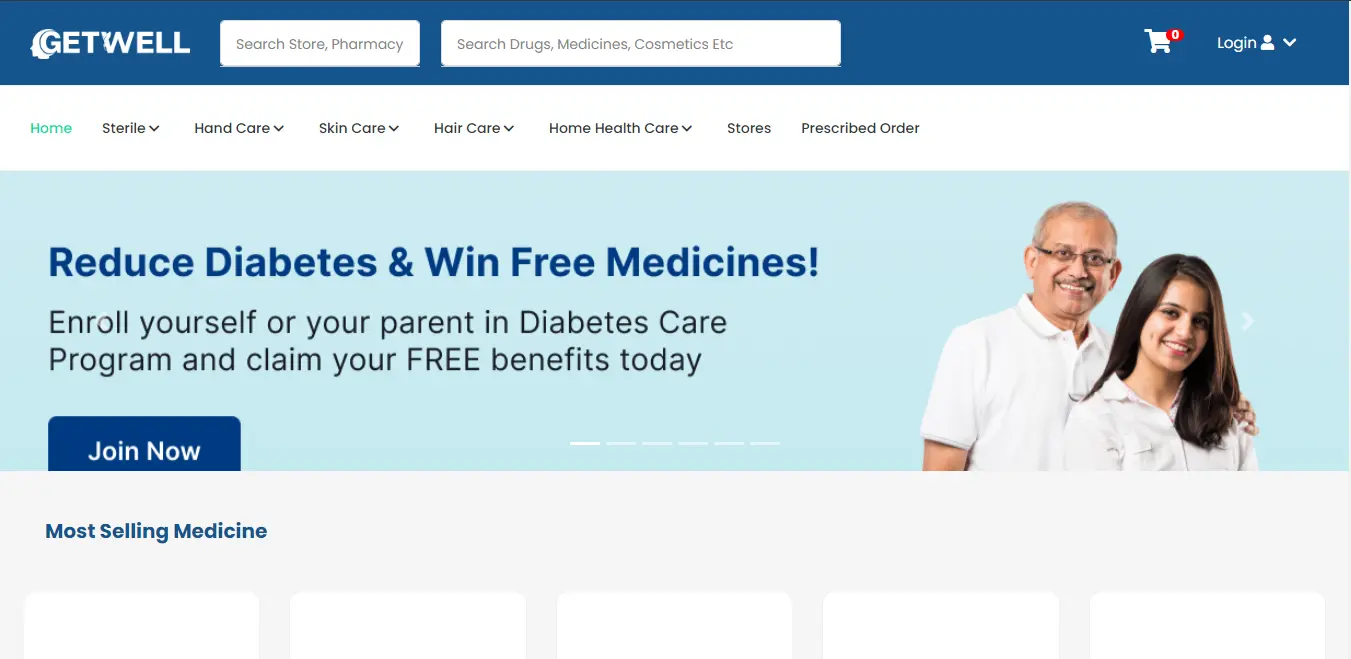 GETWELL
Search Store, Pharmacy
Search Drugs, Medicines, Cosmetics Etc
0
Login
Home
Sterile
Hand Care
Skin Care
Hair Care
Home Health Care
Stores
Prescribed Order
Reduce Diabetes & Win Free Medicines!
Enroll yourself or your parent in Diabetes Care
Program and claim your FREE benefits today
Join Now
Most Selling Medicine